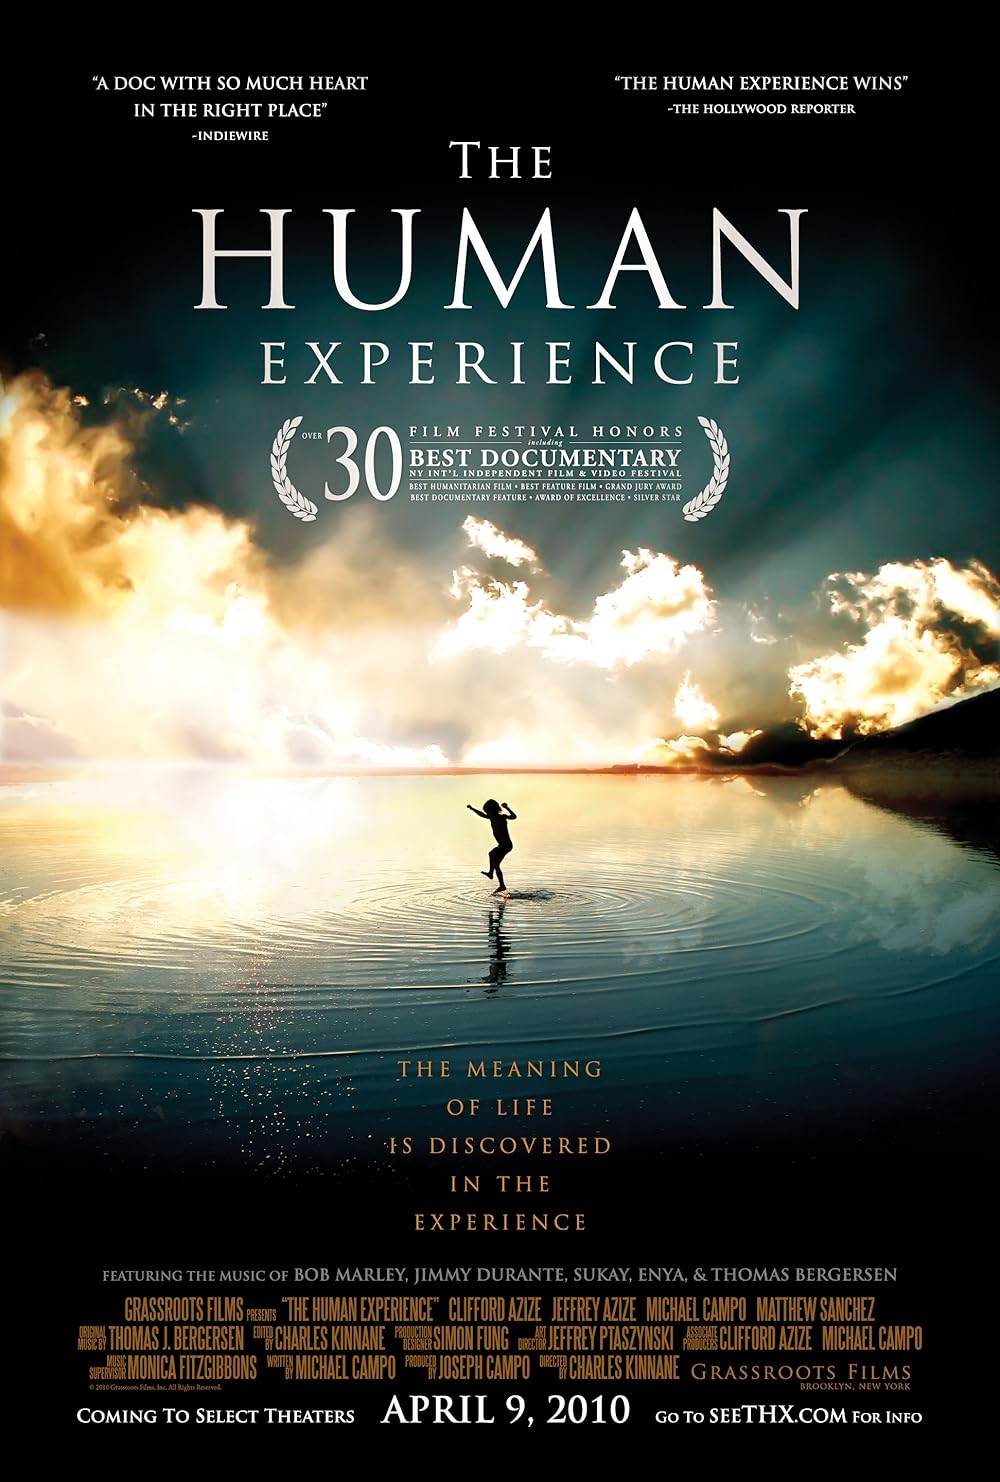 "A DOC WITH SO MUCH HEART
IN THE RIGHT PLACE"
-INDIEWIRE
"THE HUMAN EXPERIENCE WINS"
-THE HOLLYWOOD REPORTER
THE
HUMAN
EXPERIENCE
OVER 30 FILM FESTIVAL HONORS
including
BEST DOCUMENTARY
NY INT'L INDEPENDENT FILM & VIDEO FESTIVAL
BEST HUMANITARIAN FILM • BEST FEATURE FILM • GRAND JURY AWARD
BEST DOCUMENTARY FEATURE • AWARD OF EXCELLENCE • SILVER STAR
THE MEANING
OF LIFE
IS DISCOVERED
IN THE
EXPERIENCE
FEATURING THE MUSIC OF BOB MARLEY, JIMMY DURANTE, SUKAY, ENYA, & THOMAS BERGERSEN
GRASSROOTS FILMS PRESENTS "THE HUMAN EXPERIENCE" CLIFFORD AZIZE JEFFREY AZIZE MICHAEL CAMPO MATTHEW SANCHEZ
ORIGINAL MUSIC BY THOMAS J. BERGERSEN EDITED BY CHARLES KINNANE PRODUCTION DESIGNER SIMON FUNG ART DIRECTOR JEFFREY PTASZYNSKI ASSOCIATE PRODUCERS CLIFFORD AZIZE MICHAEL CAMPO
MUSIC SUPERVISOR MONICA FITZGIBBONS WRITTEN BY MICHAEL CAMPO PRODUCED BY JOSEPH CAMPO DIRECTED BY CHARLES KINNANE GRASSROOTS FILMS
© 2010 Grassroots Films, Inc. All Rights Reserved.
BROOKLYN, NEW YORK
COMING TO SELECT THEATERS APRIL 9, 2010 GO TO SEETHX.COM FOR INFO